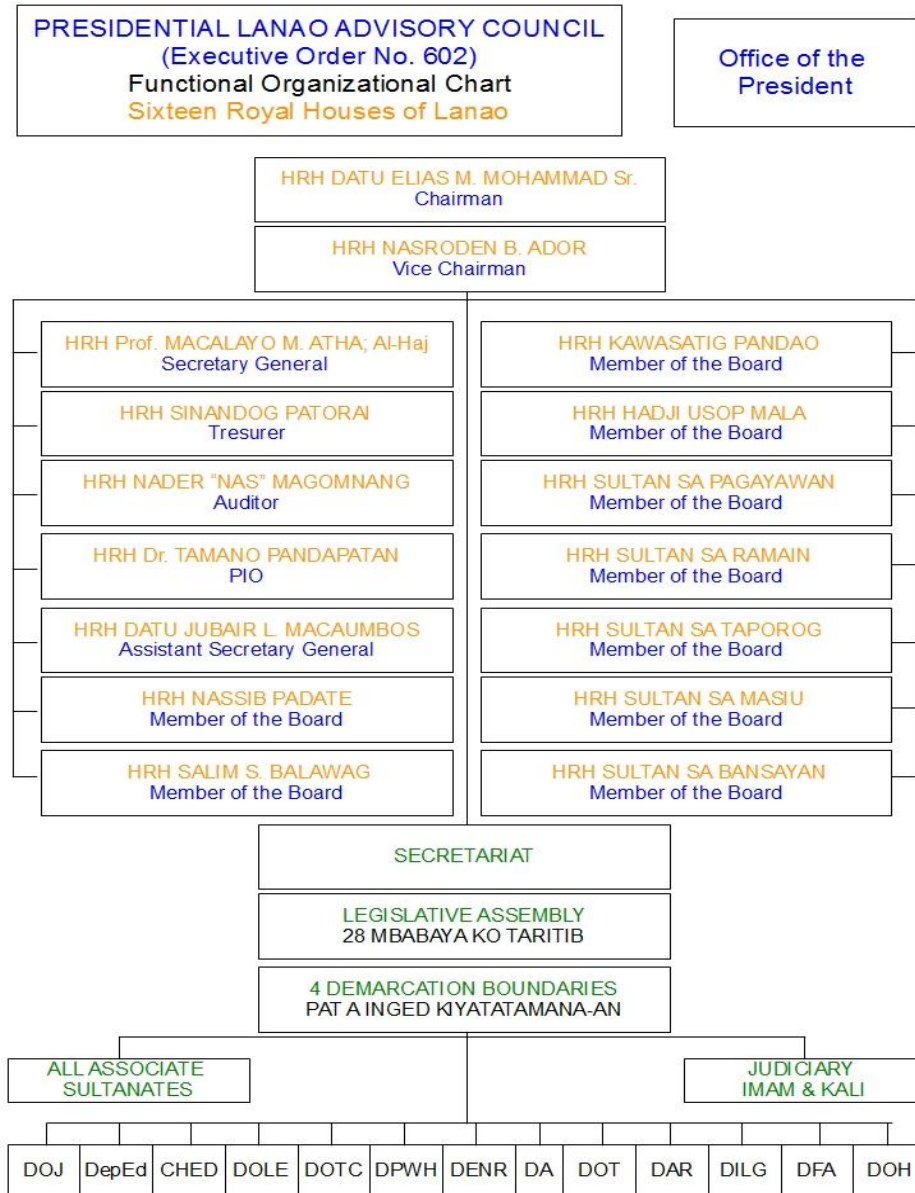 PRESIDENTIAL LANAO ADVISORY COUNCIL
(Executive Order No. 602)
Functional Organizational Chart
Sixteen Royal Houses of Lanao
Office of the
President
HRH DATU ELIAS M. MOHAMMAD Sr.
Chairman
HRH NASRODEN B. ADOR
Vice Chairman
HRH Prof. MACALAYO M. ATHA; Al-Haj
Secretary General
HRH SINANDOG PATORAI
Tresurer
HRH NADER “NAS” MAGOMNANG
Auditor
HRH Dr. TAMANO PANDAPATAN
PIO
HRH DATU JUBAIR L. MACAUMBOS
Assistant Secretary General
HRH NASSIB PADATE
Member of the Board
HRH SALIM S. BALAWAG
Member of the Board
HRH KAWASATIG PANDAO
Member of the Board
HRH HADJI USOP MALA
Member of the Board
HRH SULTAN SA PAGAYAWAN
Member of the Board
HRH SULTAN SA RAMAIN
Member of the Board
HRH SULTAN SA TAPOROG
Member of the Board
HRH SULTAN SA MASIU
Member of the Board
HRH SULTAN SA BANSAYAN
Member of the Board
SECRETARIAT
LEGISLATIVE ASSEMBLY
28 MBABAYA KO TARITIB
4 DEMARCATION BOUNDARIES
PAT A INGED KIYATATAMANA-AN
ALL ASSOCIATE
SULTANATES
JUDICIARY
IMAM & KALI
DOJ
DepEd
CHED
DOLE
DOTC
DPWH
DENR
DA
DOT
DAR
DILG
DFA
DOH